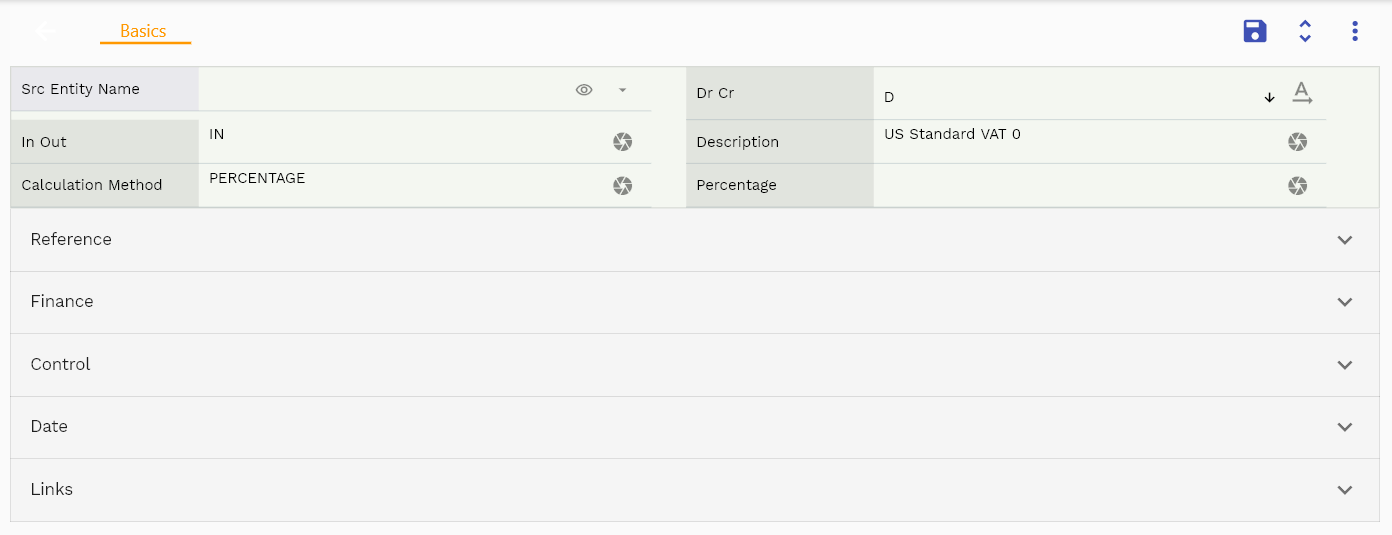 Basics
Src Entity Name
Dr Cr
D
In Out
IN
Description
US Standard VAT 0
Calculation Method
PERCENTAGE
Percentage
Reference
Finance
Control
Date
Links